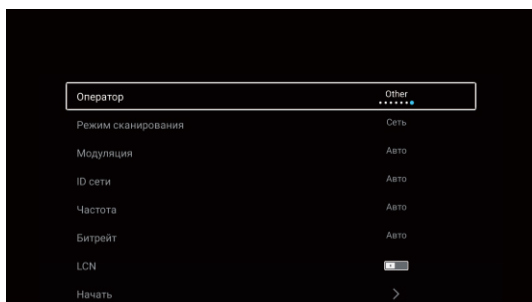 Оператор Other
Режим сканирования Сеть
Модуляция Авто
ID сети Авто
Частота Авто
Битрейт Авто
LCN
Начать